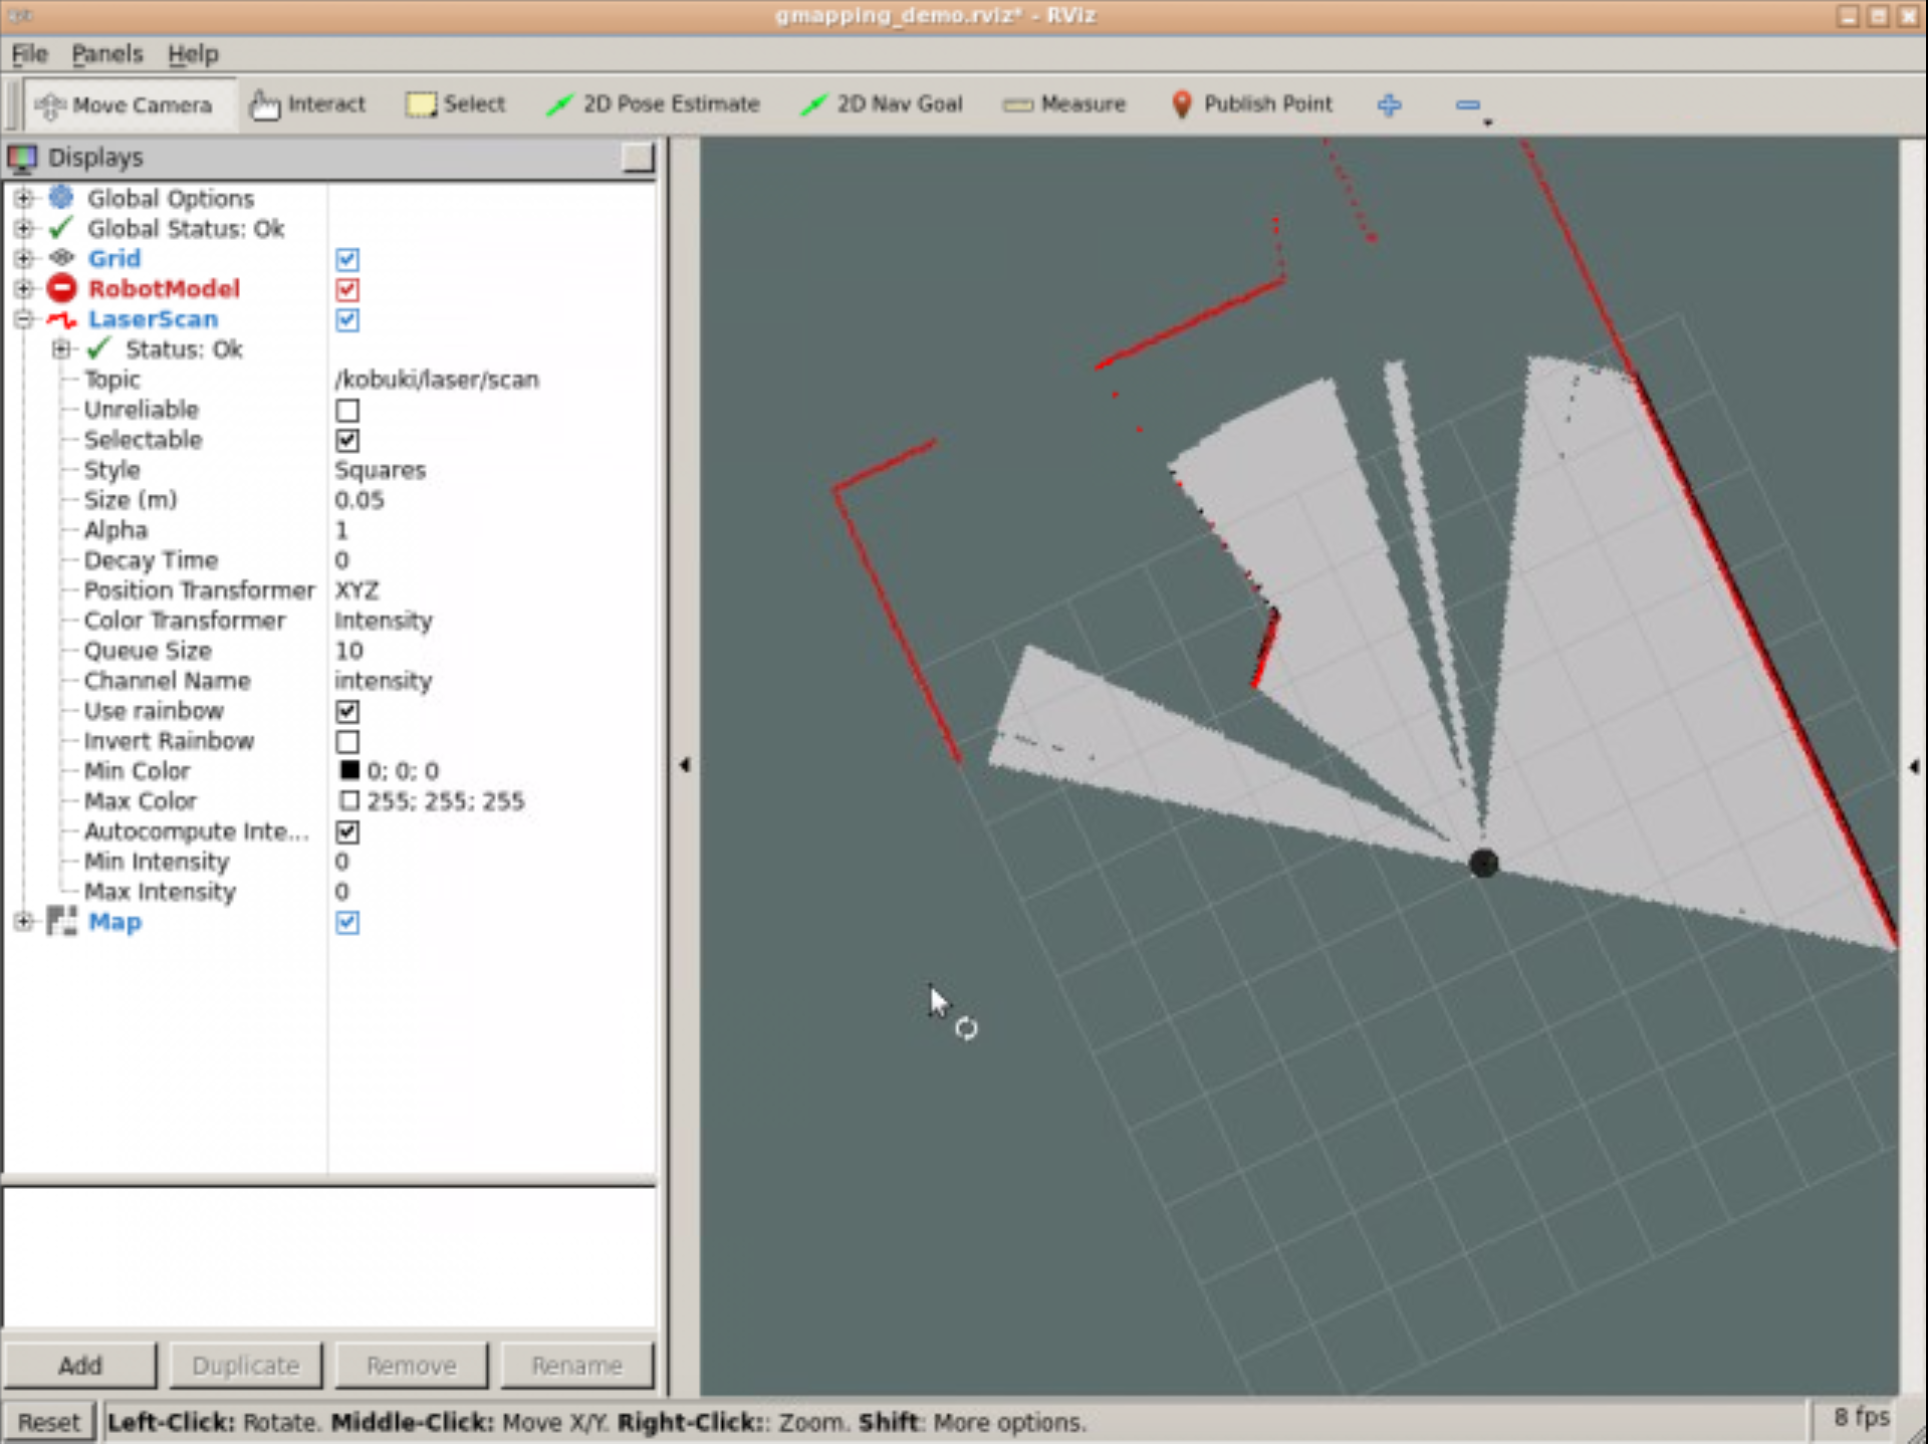 gmapping_demo.rviz* - RViz
File Panels Help
Move Camera Interact Select 2D Pose Estimate 2D Nav Goal Measure Publish Point
Displays
Global Options
Global Status: Ok
Grid
RobotModel
LaserScan
Status: Ok
Topic /kobuki/laser/scan
Unreliable
Selectable
Style Squares
Size (m) 0.05
Alpha 1
Decay Time 0
Position Transformer XYZ
Color Transformer Intensity
Queue Size 10
Channel Name intensity
Use rainbow
Invert Rainbow
Min Color 0; 0; 0
Max Color 255; 255; 255
Autocompute Inte...
Min Intensity 0
Max Intensity 0
Map
Add Duplicate Remove Rename
Reset Left-Click: Rotate. Middle-Click: Move X/Y. Right-Click:: Zoom. Shift: More options. 8 fps